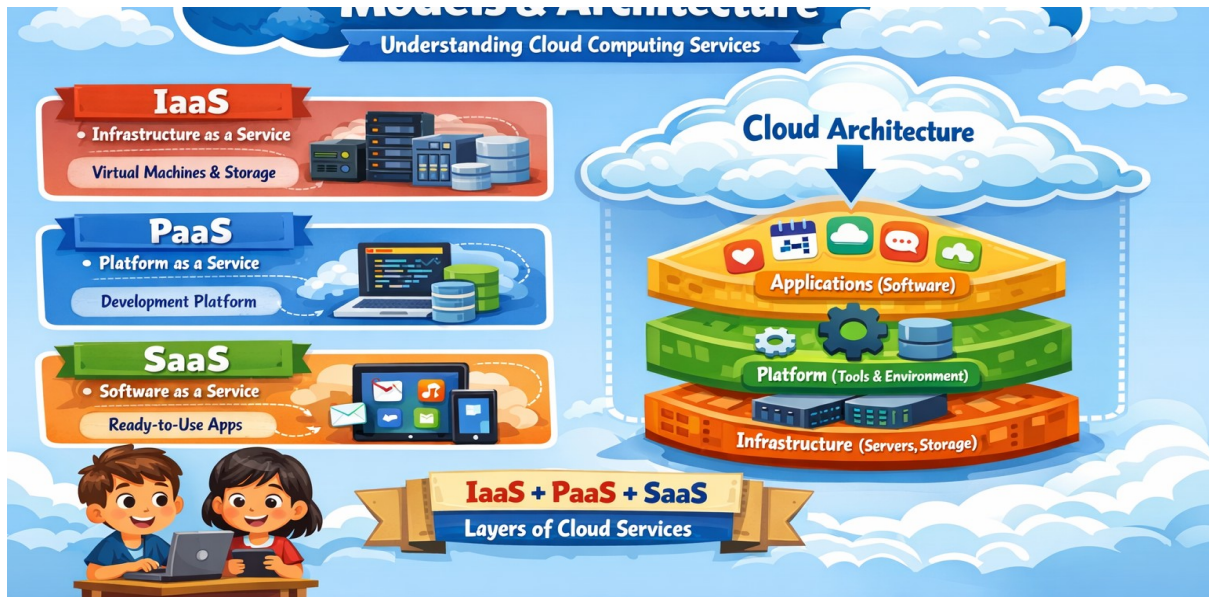 Models & Architecture
Understanding Cloud Computing Services
IaaS
• Infrastructure as a Service
Virtual Machines & Storage
PaaS
• Platform as a Service
Development Platform
SaaS
• Software as a Service
Ready-to-Use Apps
Cloud Architecture
Applications (Software)
Platform (Tools & Environment)
Infrastructure (Servers, Storage)
IaaS + PaaS + SaaS
Layers of Cloud Services